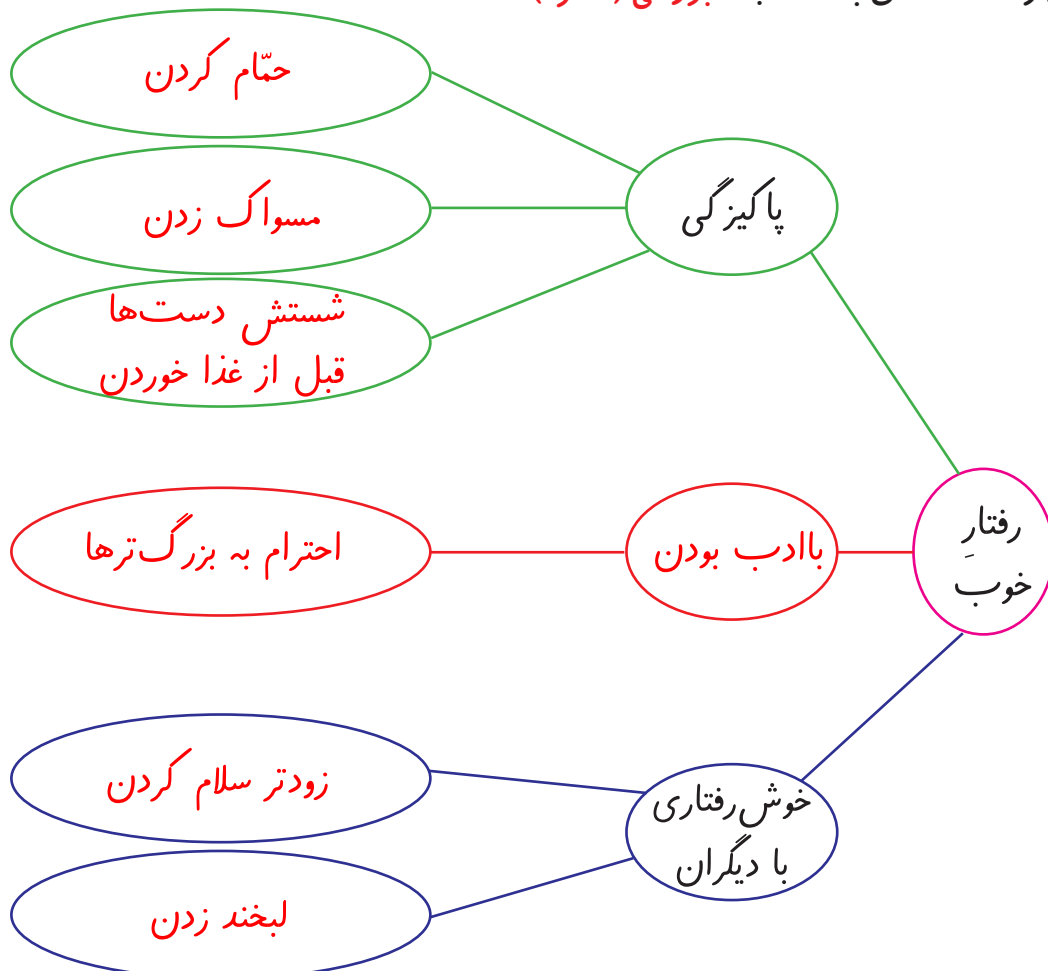 حمّام کردن
مسواک زدن
شستش دست‌ها
قبل از غذا خوردن
پاکیزگی
احترام به بزرگ‌ترها
باادب بودن
رفتارِ
خوب
زودتر سلام کردن
لبخند زدن
خوش‌رفتاری
با دیگران